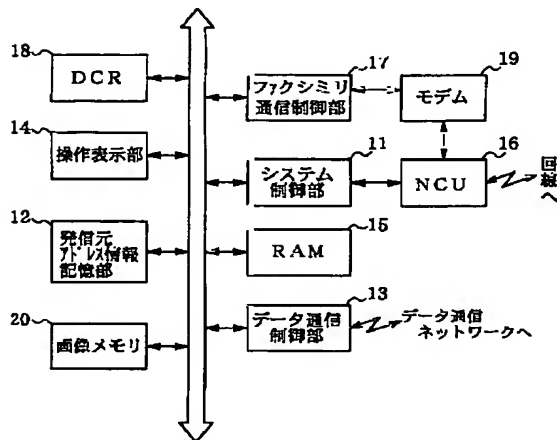 18
DCR
14
操作表示部
12
発信元
アドレス情報
記憶部
20
画像メモリ
17
ファクシミリ
通信制御部
19
モデム
11
システム
制御部
16
NCU
回線へ
15
RAM
13
データ通信
制御部
データ通信
ネットワークへ